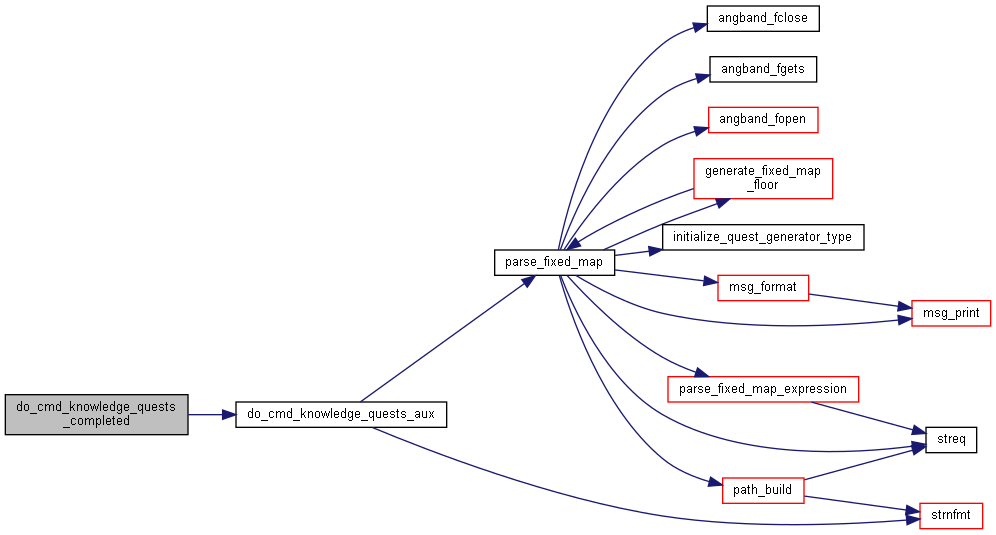 angband_fclose
angband_fgets
angband_fopen
generate_fixed_map
_floor
initialize_quest_generator_type
parse_fixed_map
msg_format
msg_print
parse_fixed_map_expression
do_cmd_knowledge_quests
_completed
do_cmd_knowledge_quests_aux
streq
path_build
strnfmt